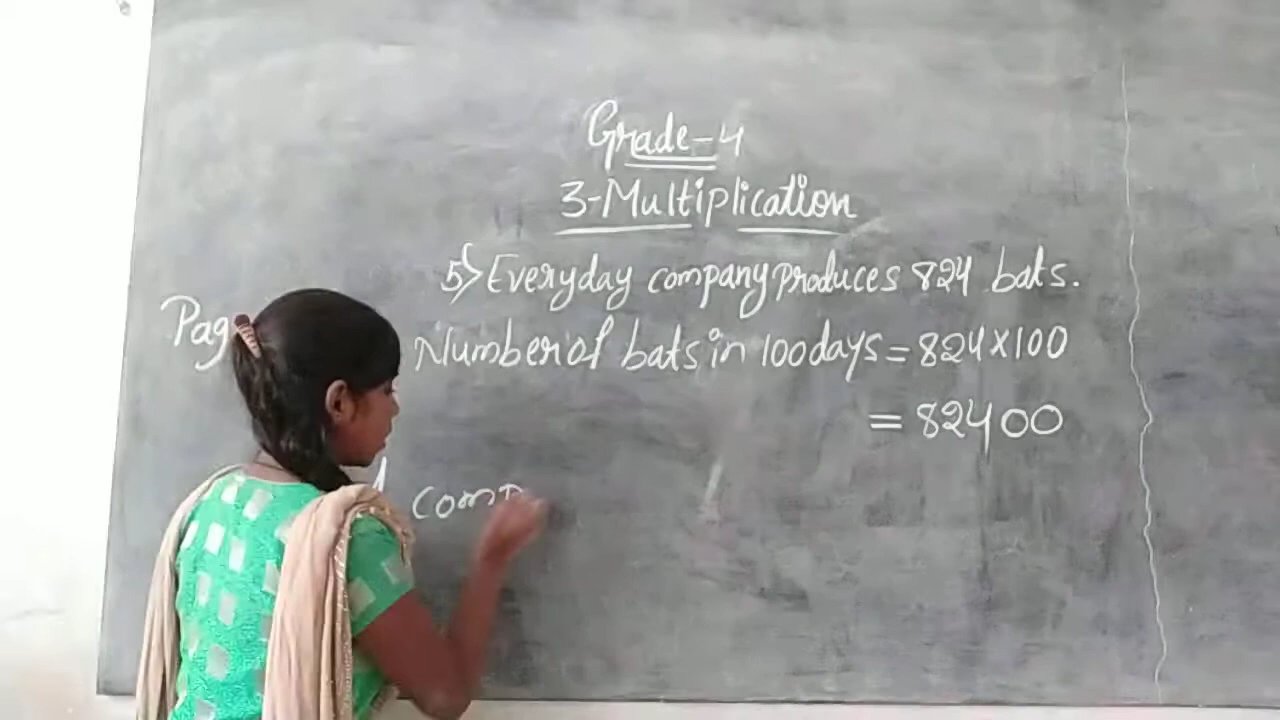 Grade-4
3-Multiplication
5) Everyday company produces 824 bats.
Pag
Number of bats in 100 days = 824 × 100
= 82400
comp